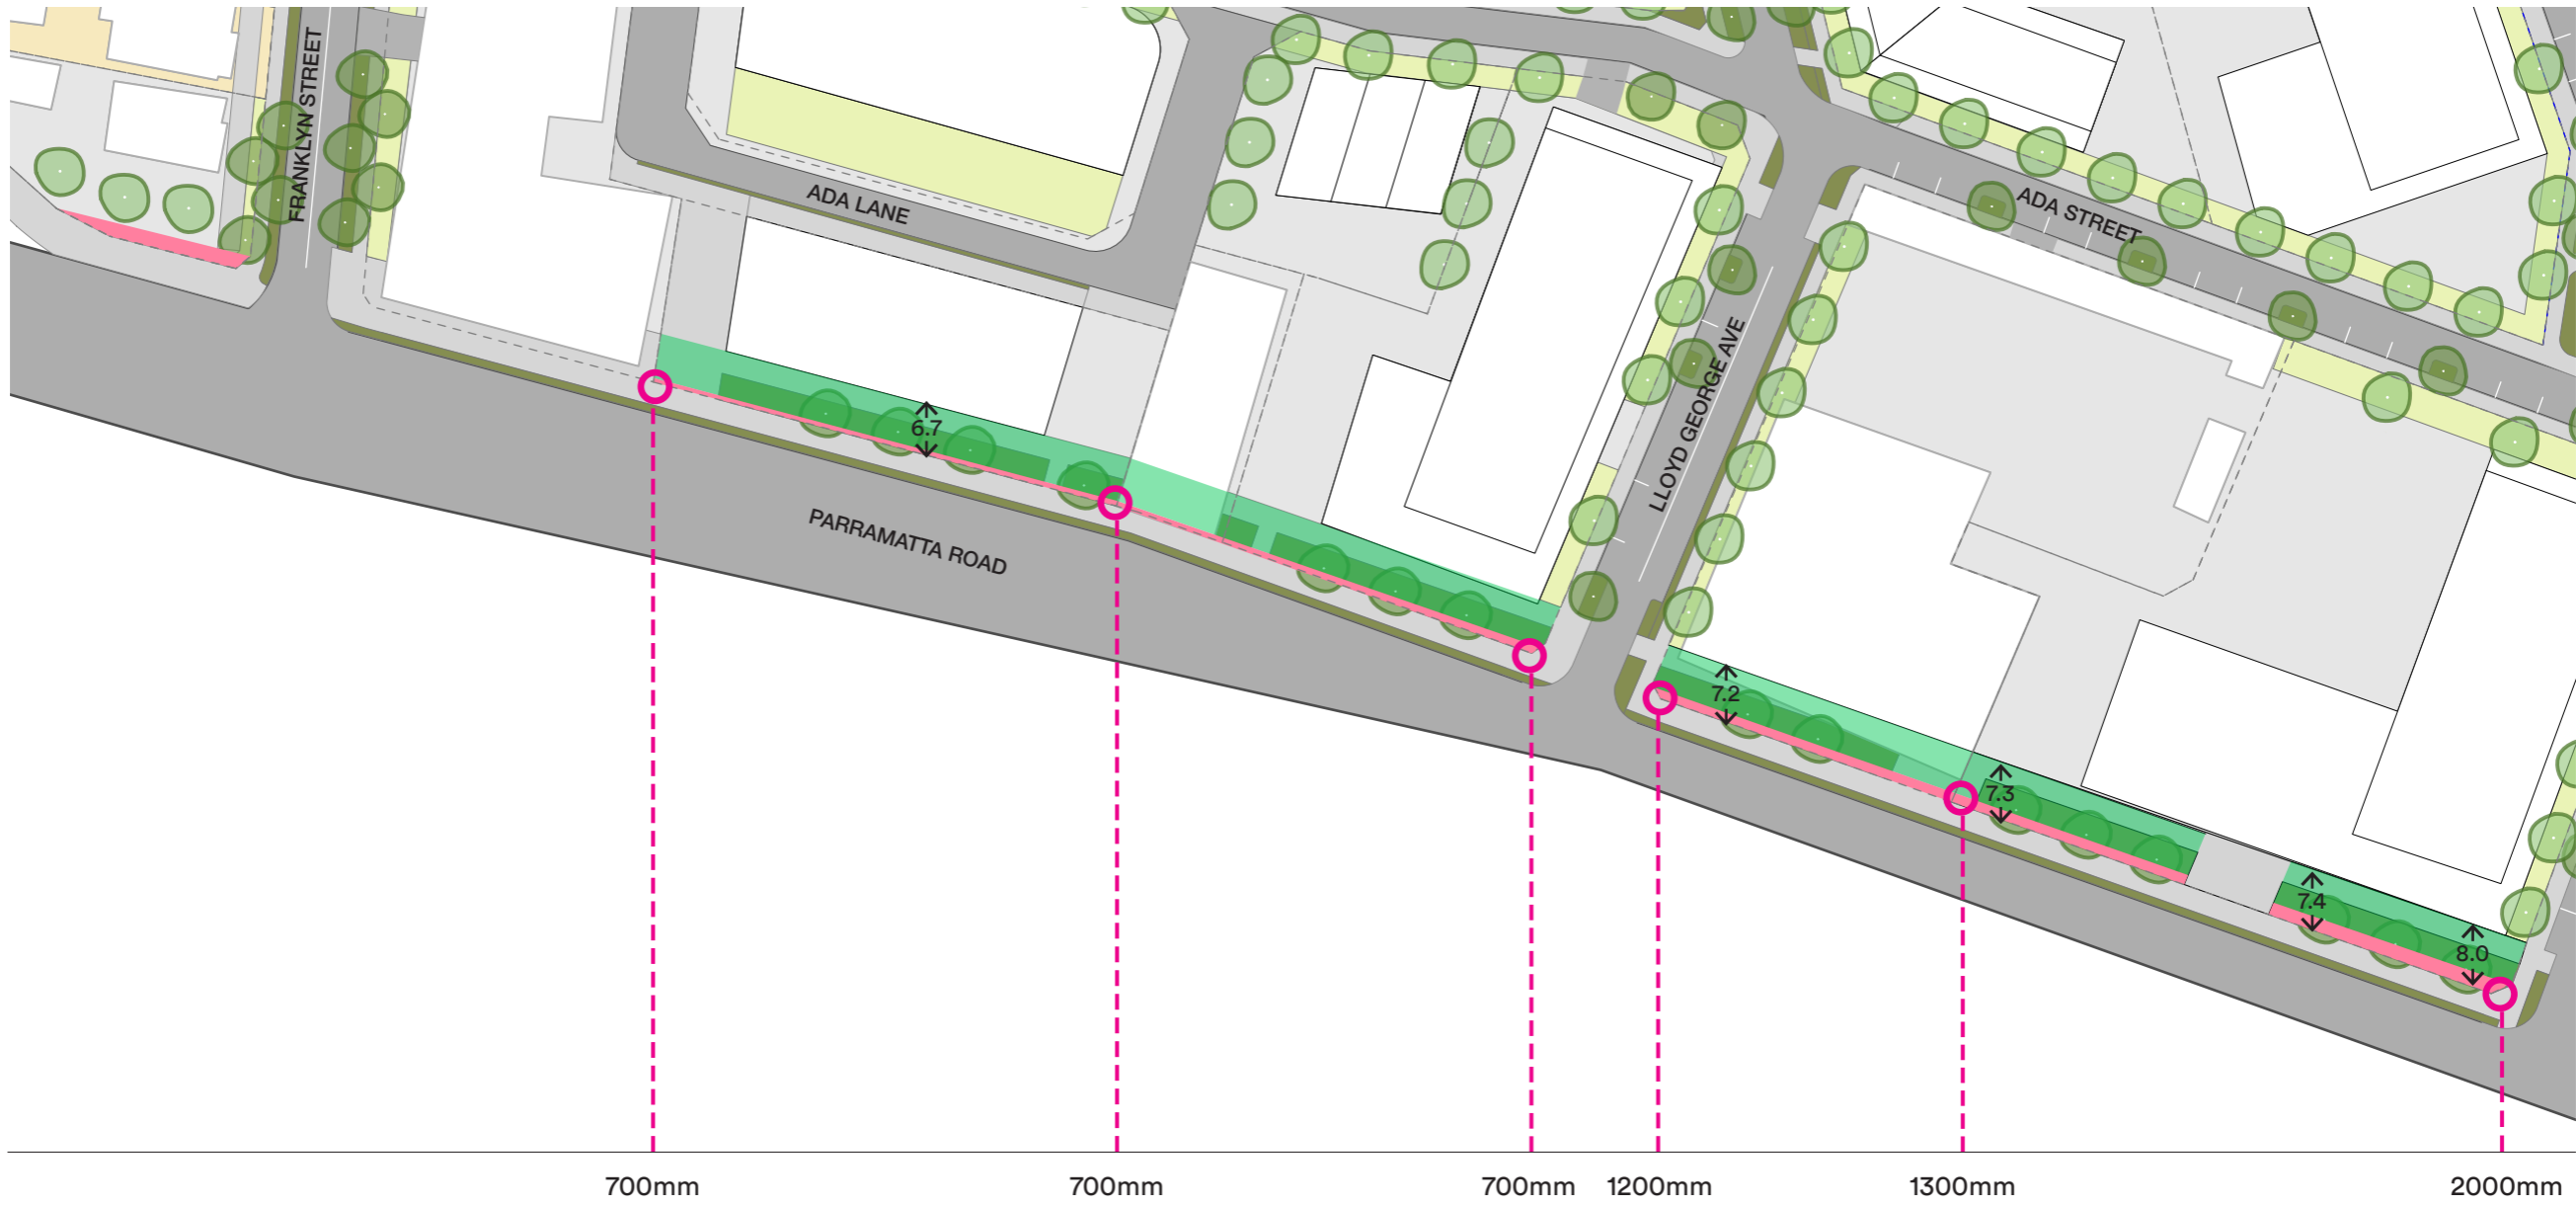 FRANKLYN STREET
ADA LANE
ADA STREET
LLOYD GEORGE AVE
6.7
PARRAMATTA ROAD
7.2
7.3
7.4
8.0
700mm
700mm
700mm
1200mm
1300mm
2000mm